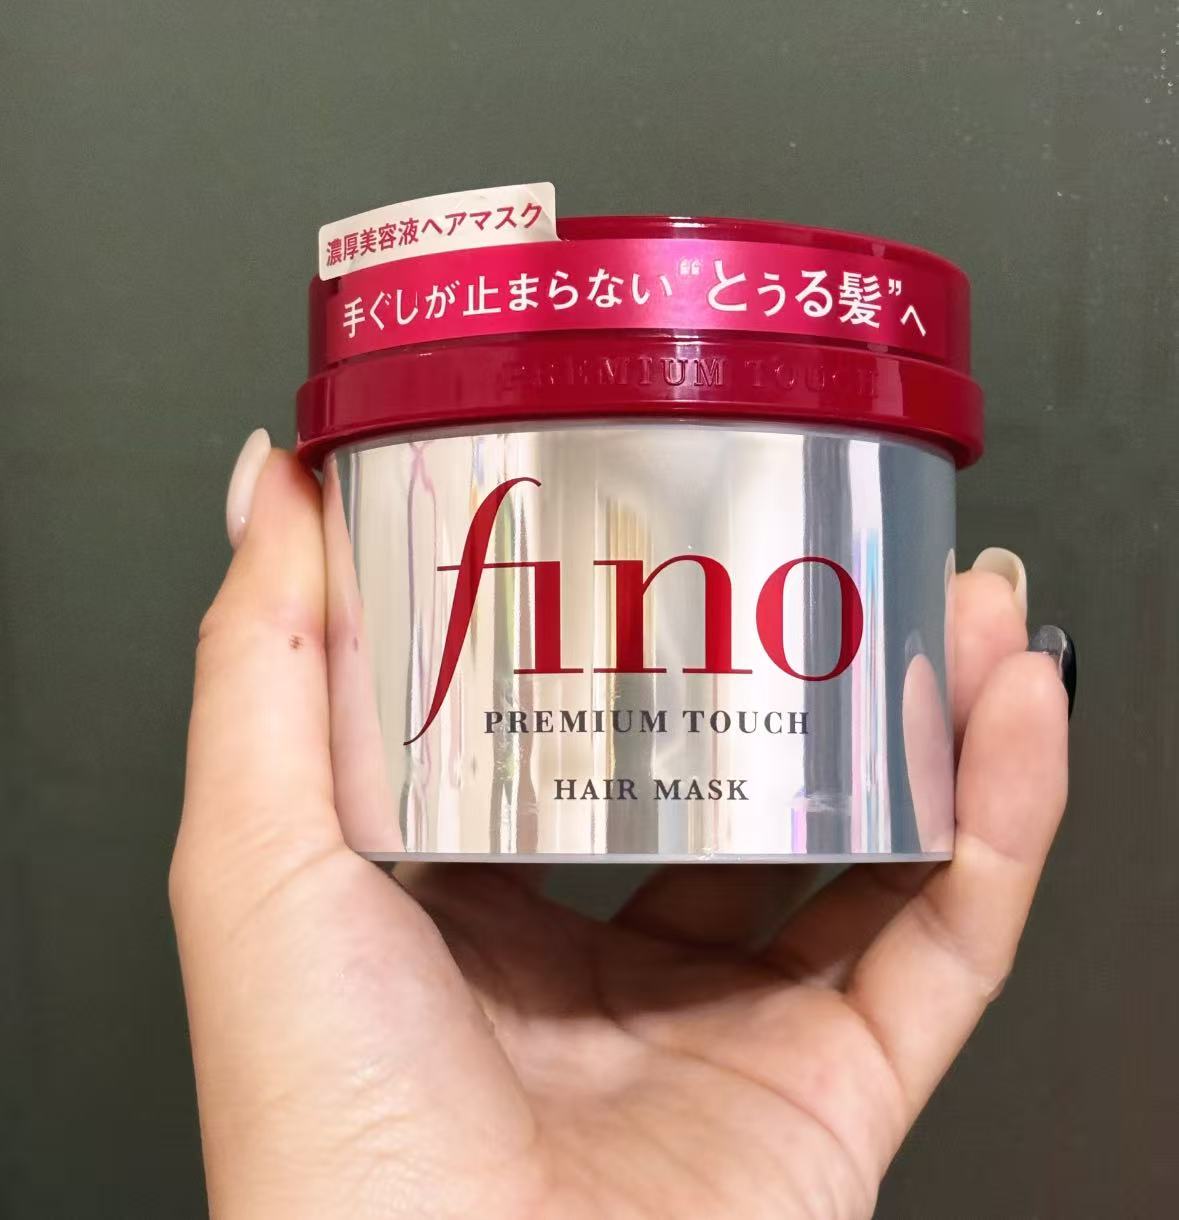 濃厚美容液ヘアマスク
手ぐしが止まらない“とぅる髪”へ
PREMIUM TOUCH
fino
PREMIUM TOUCH
HAIR MASK